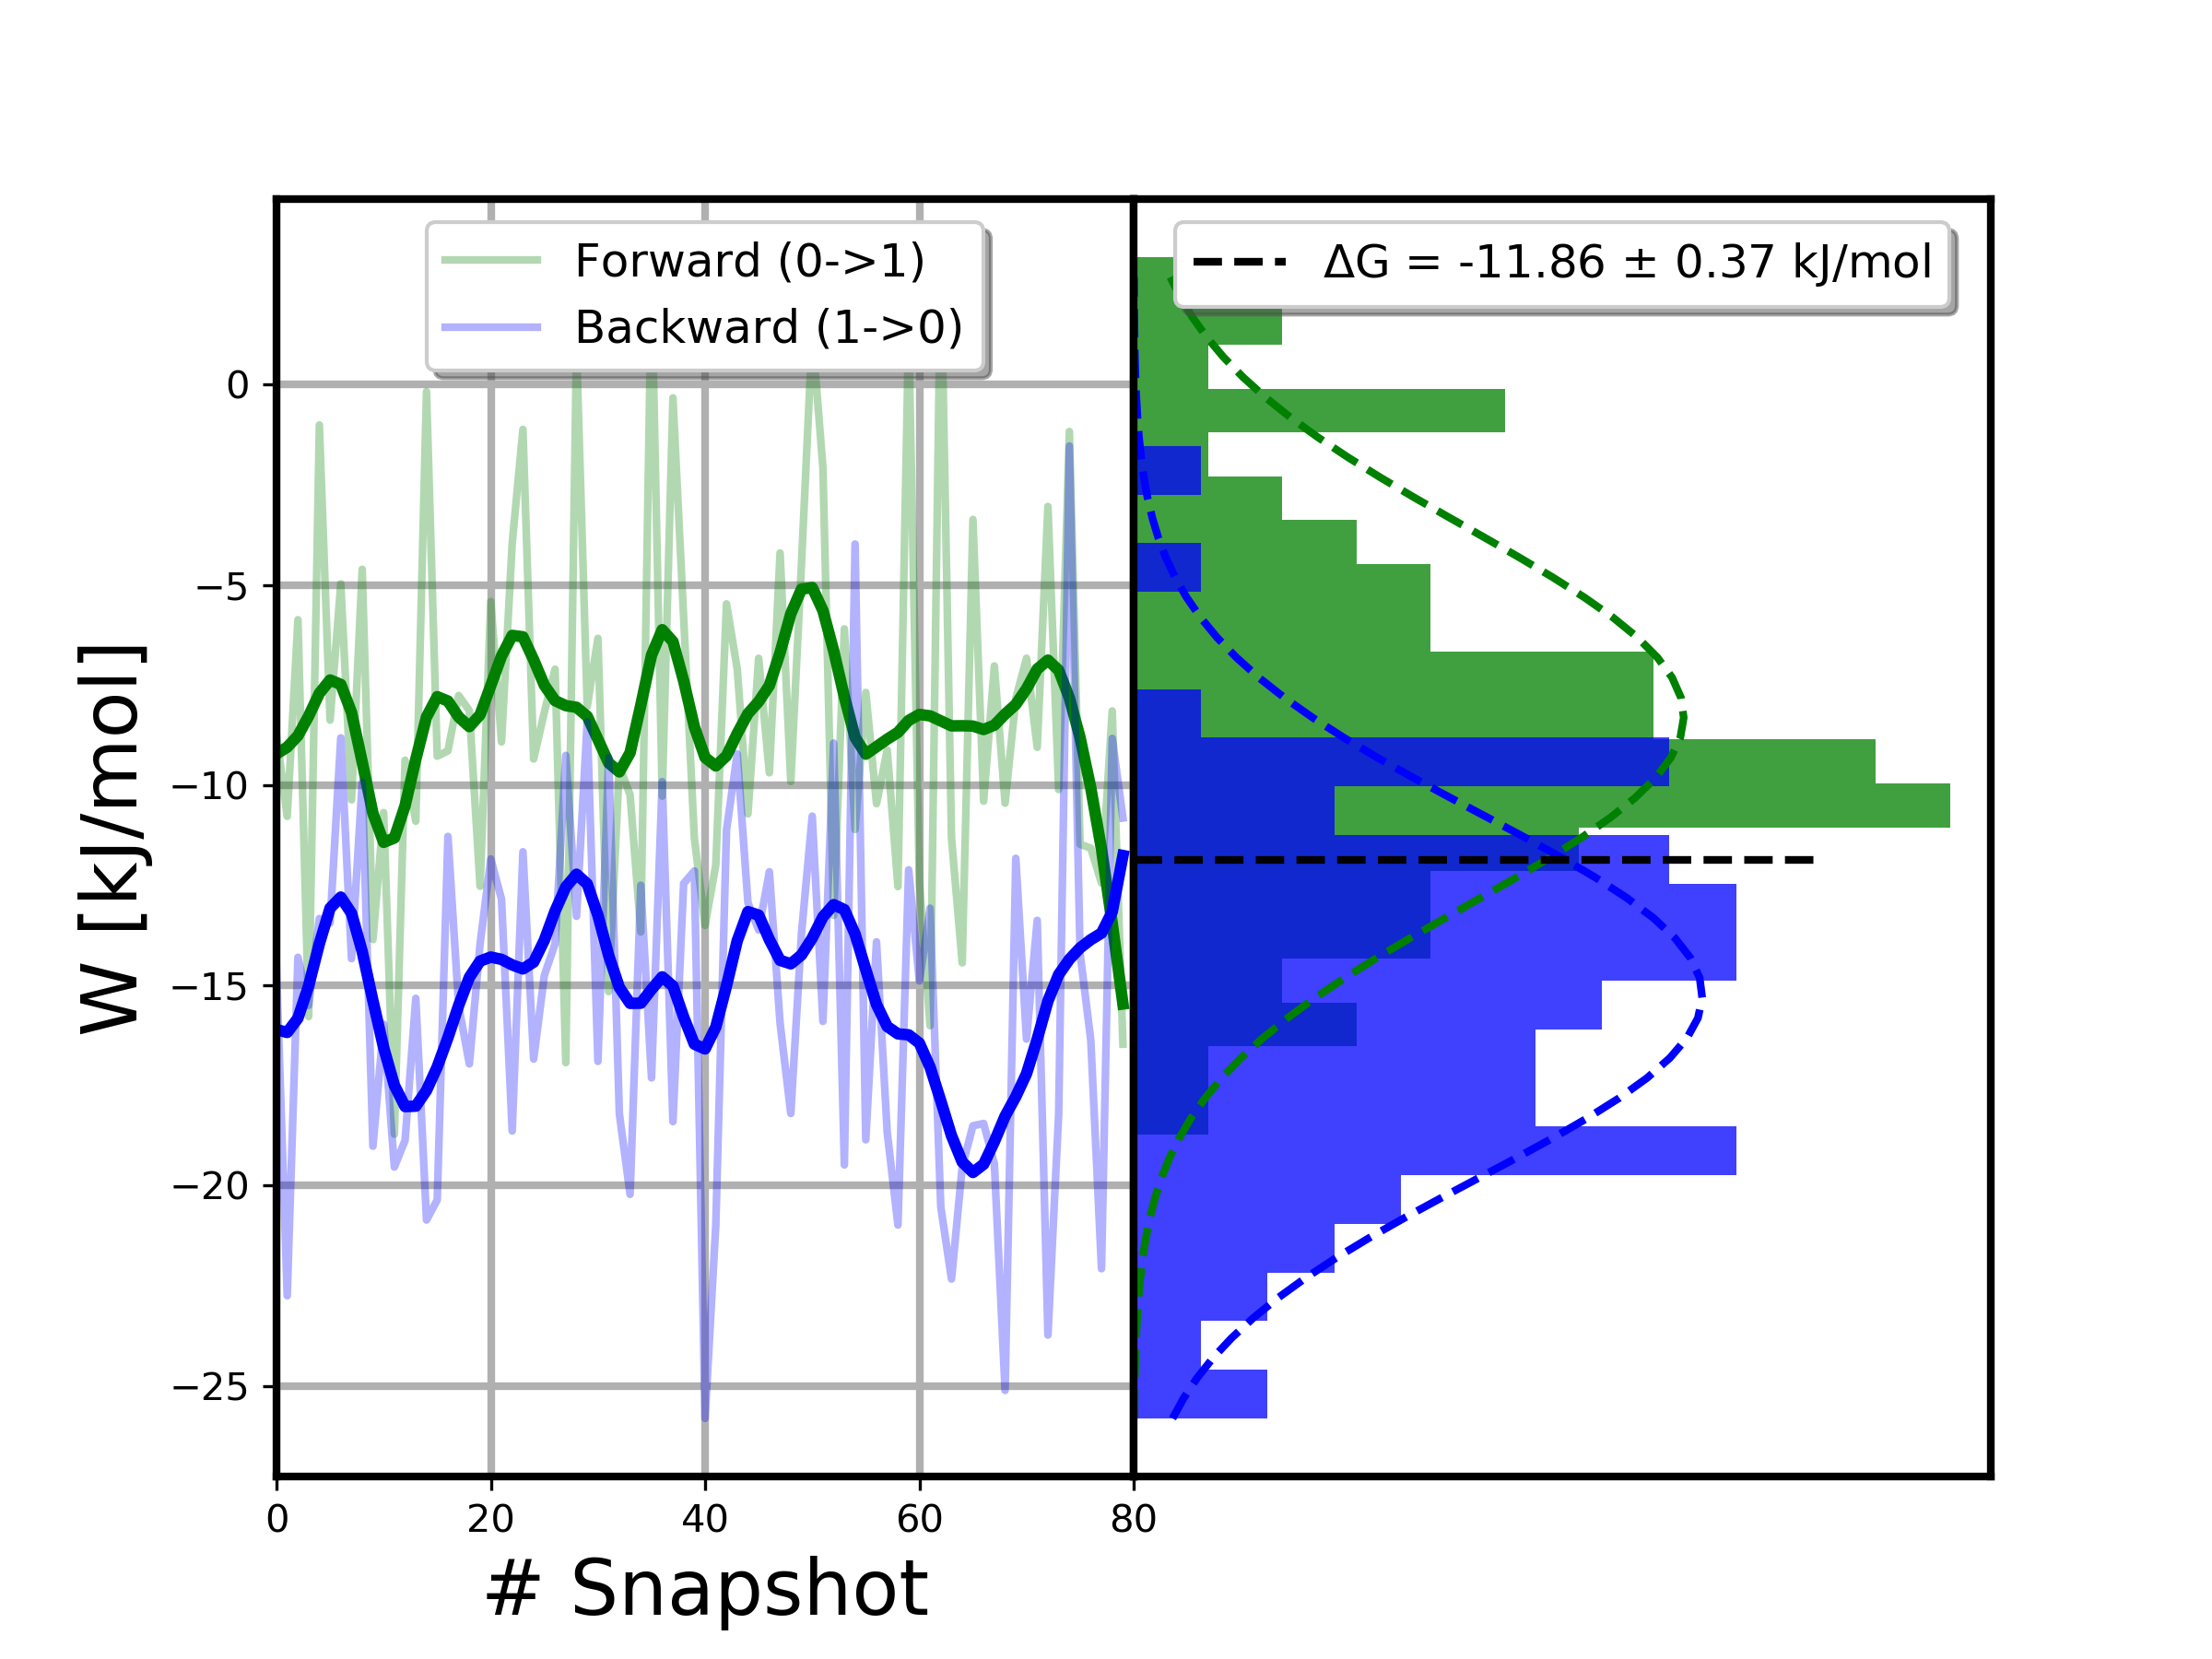 Forward (0->1)
Backward (1->0)
ΔG = -11.86 ± 0.37 kJ/mol
W [kJ/mol]
0
−5
−10
−15
−20
−25
0
20
40
60
80
# Snapshot